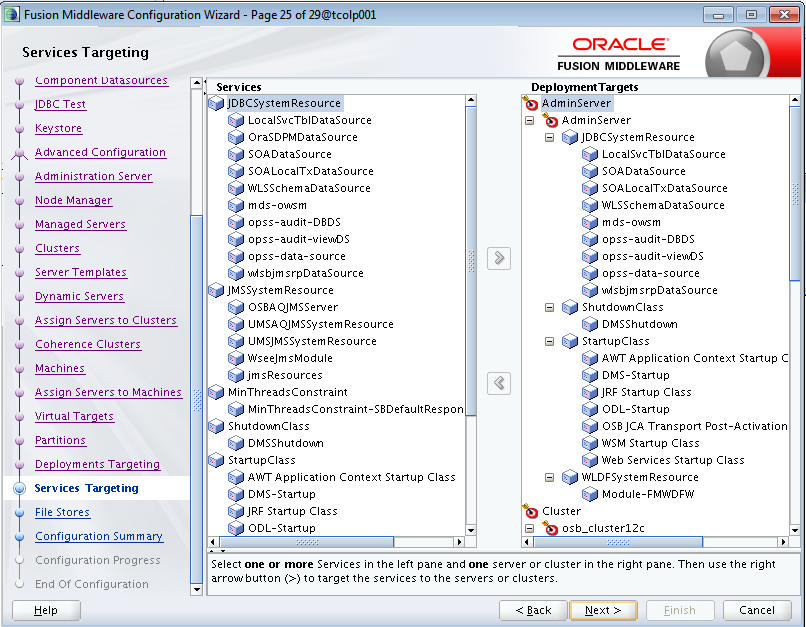 Fusion Middleware Configuration Wizard - Page 25 of 29@tcolp001
Services Targeting
ORACLE
FUSION MIDDLEWARE
Component Datasources
JDBC Test
Keystore
Advanced Configuration
Administration Server
Node Manager
Managed Servers
Clusters
Server Templates
Dynamic Servers
Assign Servers to Clusters
Coherence Clusters
Machines
Assign Servers to Machines
Virtual Targets
Partitions
Deployments Targeting
Services Targeting
File Stores
Configuration Summary
Configuration Progress
End Of Configuration
Services
JDBCSystemResource
LocalSvcTblDataSource
OraSDPMDataSource
SOADataSource
SOALocalTxDataSource
WLSSchemaDataSource
mds-owsm
opss-audit-DBDS
opss-audit-viewDS
opss-data-source
wlsbjmsrpDataSource
JMSSystemResource
OSBAQJMSServer
UMSAQJMSSystemResource
UMSJMSSystemResource
WseeJmsModule
jmsResources
MinThreadsConstraint
MinThreadsConstraint-SBDefaultRespon
ShutdownClass
DMSShutdown
StartupClass
AWT Application Context Startup Class
DMS-Startup
JRF Startup Class
ODL-Startup
DeploymentTargets
AdminServer
AdminServer
JDBCSystemResource
LocalSvcTblDataSource
SOADataSource
SOALocalTxDataSource
WLSSchemaDataSource
mds-owsm
opss-audit-DBDS
opss-audit-viewDS
opss-data-source
wlsbjmsrpDataSource
ShutdownClass
DMSShutdown
StartupClass
AWT Application Context Startup C
DMS-Startup
JRF Startup Class
ODL-Startup
OSB JCA Transport Post-Activation
WSM Startup Class
Web Services Startup Class
WLDFSystemResource
Module-FMWDFW
Cluster
osb_cluster12c
Select one or more Services in the left pane and one server or cluster in the right pane. Then use the right
arrow button (>) to target the services to the servers or clusters.
Help
< Back
Next >
Finish
Cancel